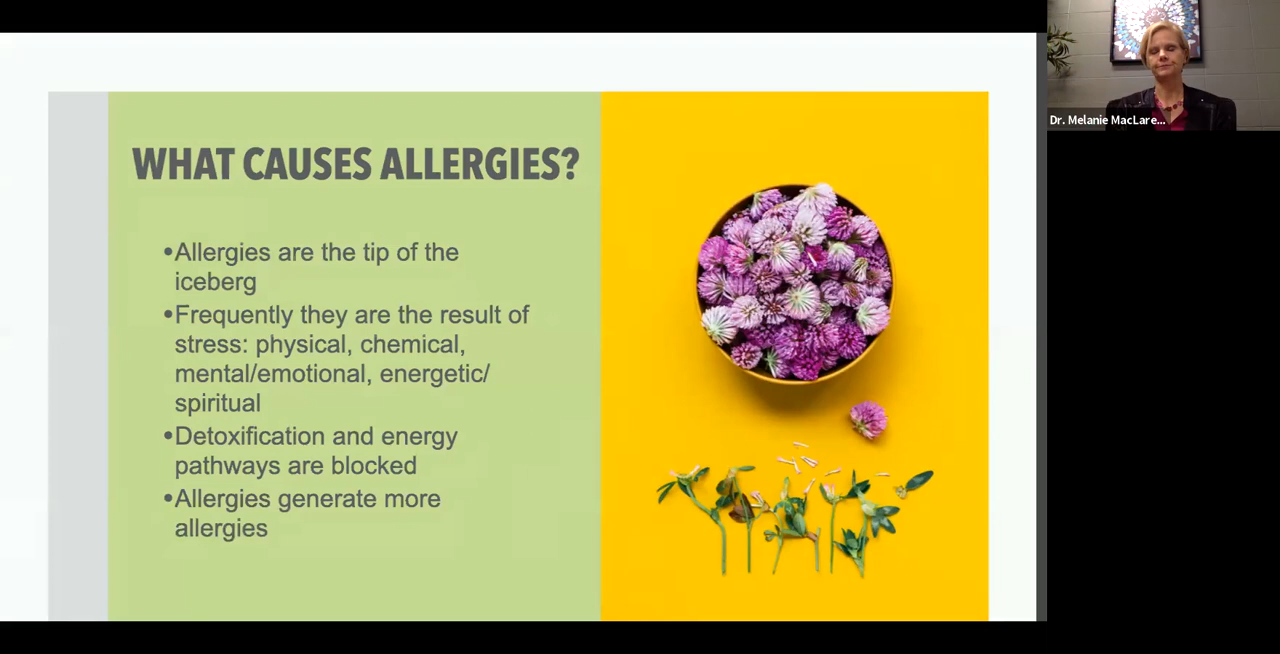 WHAT CAUSES ALLERGIES?
•Allergies are the tip of the
iceberg
•Frequently they are the result of
stress: physical, chemical,
mental/emotional, energetic/
spiritual
•Detoxification and energy
pathways are blocked
•Allergies generate more
allergies
Dr. Melanie MacLare...